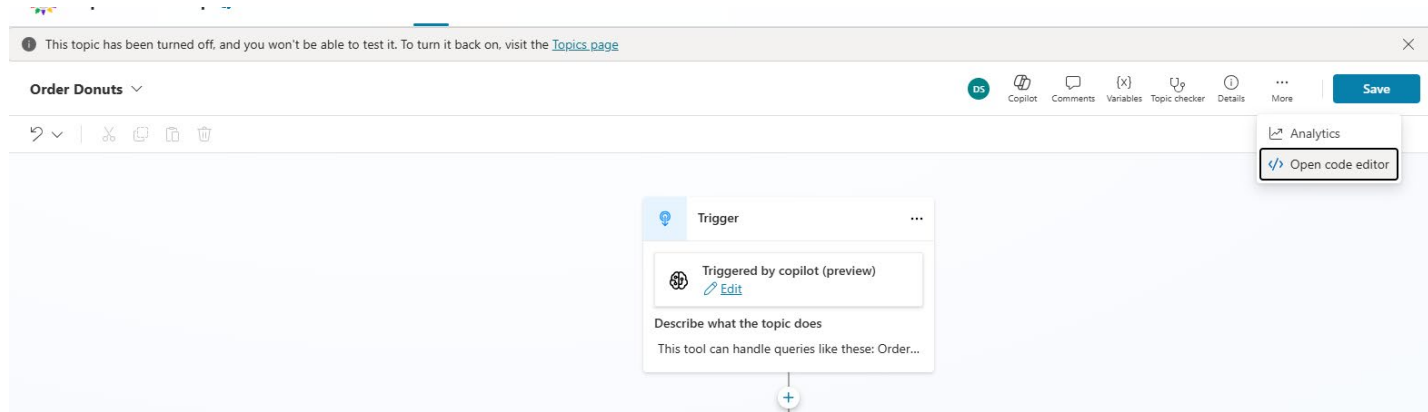 This topic has been turned off, and you won't be able to test it. To turn it back on, visit the Topics page
Order Donuts
DS
Copilot
Comments
{x}
Variables
Topic checker
Details
More
Save
Analytics
</> Open code editor
Trigger
Triggered by copilot (preview)
Edit
Describe what the topic does
This tool can handle queries like these: Order...